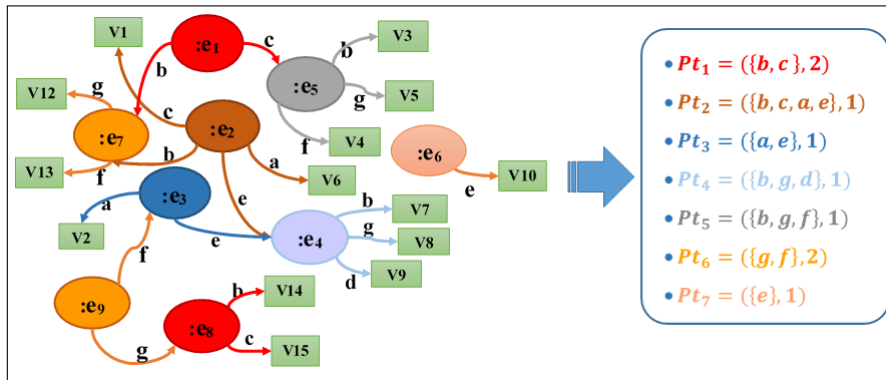 V1
:e1
c
V3
b
b
:e5
V12
g
g
V5
c
:e7
:e2
f
V4
:e6
f
b
a
V13
V6
e
V10
:e3
e
b
V7
a
g
V8
V2
e
:e4
f
d
V9
:e9
b
V14
:e8
c
g
V15
• Pt1 = ({b, c }, 2)
• Pt2 = ({b, c, a, e}, 1)
• Pt3 = ({a, e}, 1)
• Pt4 = ({b, g, d}, 1)
• Pt5 = ({b, g, f}, 1)
• Pt6 = ({g, f}, 2)
• Pt7 = ({e}, 1)